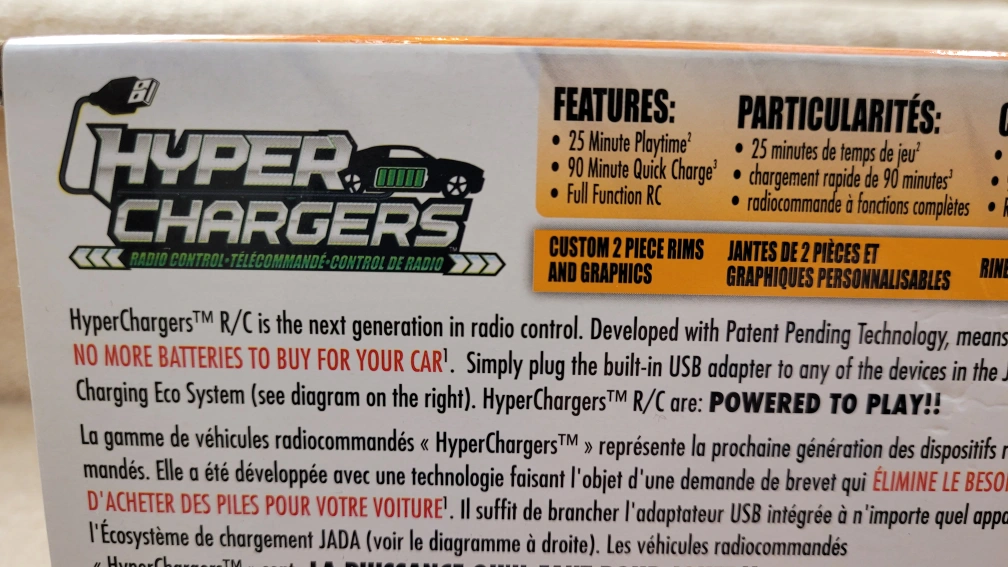 HYPER
CHARGERS™
RADIO CONTROL•TÉLÉCOMMANDÉ•CONTROL DE RADIO
FEATURES:
• 25 Minute Playtime²
• 90 Minute Quick Charge³
• Full Function RC
PARTICULARITÉS:
• 25 minutes de temps de jeu²
• chargement rapide de 90 minutes³
• radiocommande à fonctions complètes
CUSTOM 2 PIECE RIMS
AND GRAPHICS
JANTES DE 2 PIÈCES ET
GRAPHIQUES PERSONNALISABLES
HyperChargers™ R/C is the next generation in radio control. Developed with Patent Pending Technology, means
NO MORE BATTERIES TO BUY FOR YOUR CAR¹. Simply plug the built-in USB adapter to any of the devices in the
Charging Eco System (see diagram on the right). HyperChargers™ R/C are: POWERED TO PLAY!!
La gamme de véhicules radiocommandés « HyperChargers™ » représente la prochaine génération des dispositifs
mandés. Elle a été développée avec une technologie faisant l'objet d'une demande de brevet qui ÉLIMINE LE
D'ACHETER DES PILES POUR VOTRE VOITURE¹. Il suffit de brancher l'adaptateur USB intégrée à n'importe quel
l'Écosystème de chargement JADA (voir le diagramme à droite). Les véhicules radiocommandés
« HyperChargers™